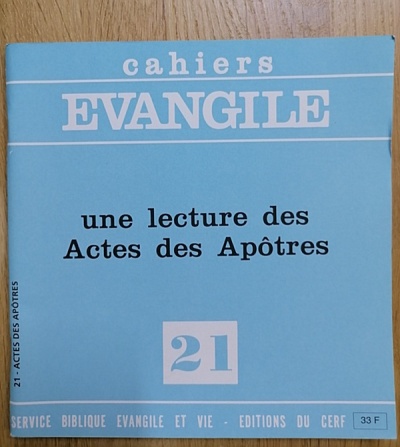 cahiers
EVANGILE
une lecture des
Actes des Apôtres
21
21 - ACTES DES APÔTRES
SERVICE BIBLIQUE EVANGILE ET VIE - EDITIONS DU CERF
33 F